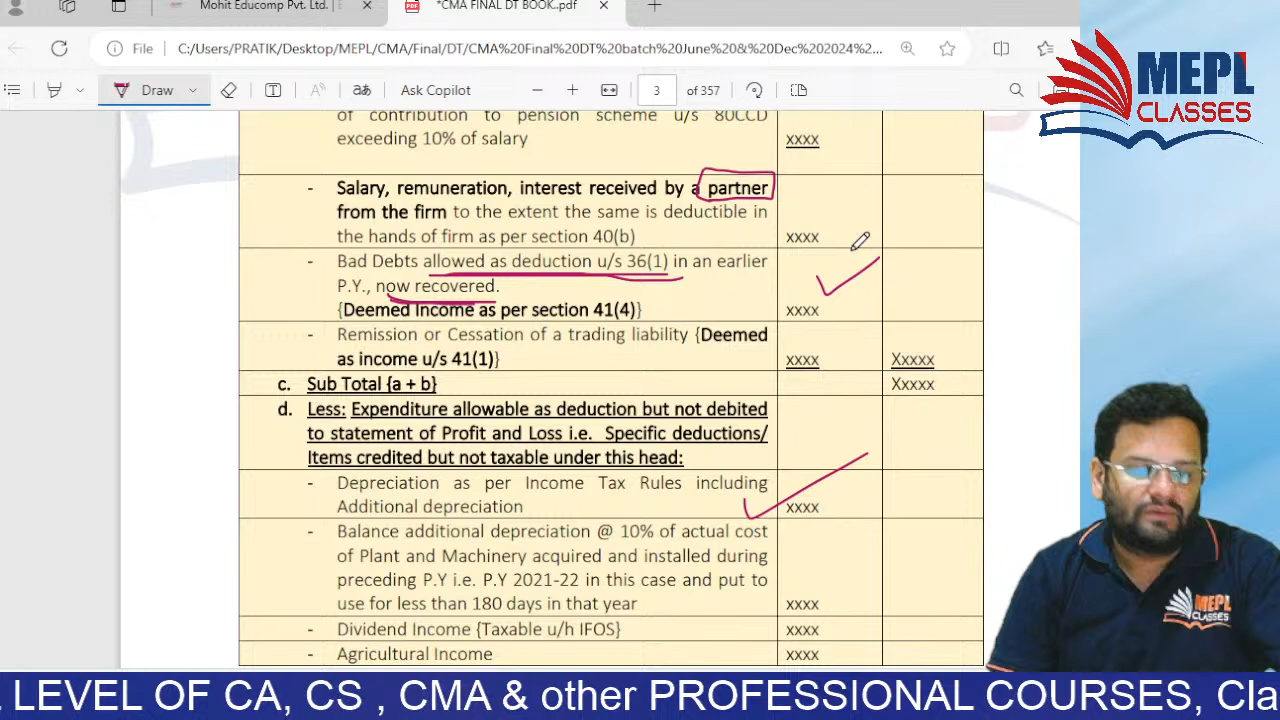 Mohit Educomp Pvt. Ltd. | E
*CMA FINAL DT BOOK..pdf
File
C:/Users/PRATIK/Desktop/MEPL/CMA/Final/DT/CMA%20Final%20DT%20batch%20June%20&%20Dec%202024%2...
Draw
Ask Copilot
3 of 357
MEPL
CLASSES
of contribution to pension scheme u/s 80CCD
exceeding 10% of salary xxxx
- Salary, remuneration, interest received by a partner
from the firm to the extent the same is deductible in
the hands of firm as per section 40(b) xxxx
- Bad Debts allowed as deduction u/s 36(1) in an earlier
P.Y., now recovered.
{Deemed Income as per section 41(4)} xxxx
- Remission or Cessation of a trading liability {Deemed
as income u/s 41(1)} xxxx Xxxxx
c. Sub Total {a + b} Xxxxx
d. Less: Expenditure allowable as deduction but not debited
to statement of Profit and Loss i.e. Specific deductions/
Items credited but not taxable under this head:
- Depreciation as per Income Tax Rules including
Additional depreciation xxxx
- Balance additional depreciation @ 10% of actual cost
of Plant and Machinery acquired and installed during
preceding P.Y i.e. P.Y 2021-22 in this case and put to
use for less than 180 days in that year xxxx
- Dividend Income {Taxable u/h IFOS} xxxx
- Agricultural Income xxxx
MEPL
CLASSES
LEVEL OF CA, CS , CMA & other PROFESSIONAL COURSES, Cla